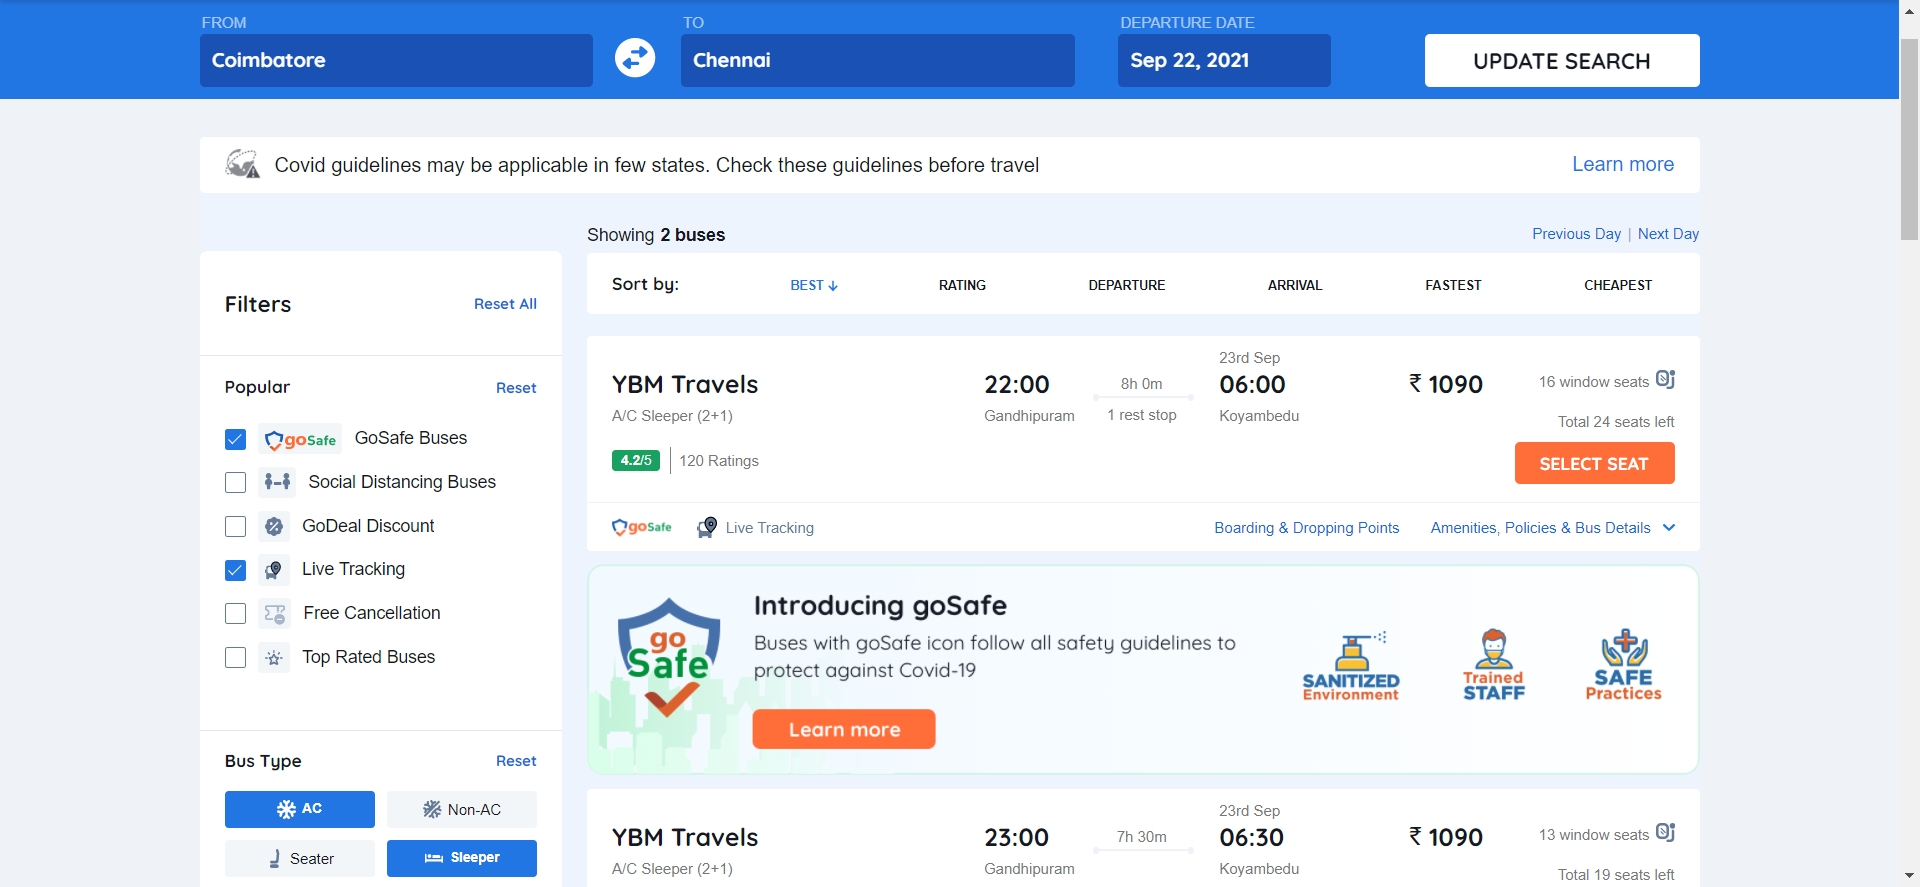 FROM
TO
DEPARTURE DATE
Coimbatore
Chennai
Sep 22, 2021
UPDATE SEARCH
Covid guidelines may be applicable in few states. Check these guidelines before travel
Learn more
Showing 2 buses
Previous Day | Next Day
Filters
Reset All
Popular
Reset
goSafe GoSafe Buses
Social Distancing Buses
GoDeal Discount
Live Tracking
Free Cancellation
Top Rated Buses
Bus Type
Reset
AC
Non-AC
Seater
Sleeper
Sort by:
BEST
RATING
DEPARTURE
ARRIVAL
FASTEST
CHEAPEST
YBM Travels
A/C Sleeper (2+1)
4.2/5
120 Ratings
22:00
Gandhipuram
8h 0m
1 rest stop
23rd Sep
06:00
Koyambedu
₹ 1090
16 window seats
Total 24 seats left
SELECT SEAT
goSafe
Live Tracking
Boarding & Dropping Points
Amenities, Policies & Bus Details
go
Safe
Introducing goSafe
Buses with goSafe icon follow all safety guidelines to
protect against Covid-19
Learn more
SANITIZED
Environment
Trained
STAFF
SAFE
Practices
YBM Travels
A/C Sleeper (2+1)
23:00
Gandhipuram
7h 30m
23rd Sep
06:30
Koyambedu
₹ 1090
13 window seats
Total 19 seats left